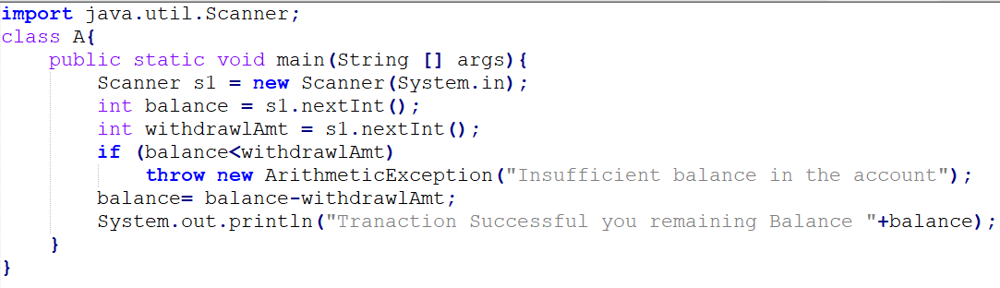 import java.util.Scanner;
class A{
    public static void main(String [] args){
        Scanner s1 = new Scanner(System.in);
        int balance = s1.nextInt();
        int withdrawlAmt = s1.nextInt();
        if (balance<withdrawlAmt)
            throw new ArithmeticException("Insufficient balance in the account");
        balance= balance-withdrawlAmt;
        System.out.println("Tranaction Successful you remaining Balance "+balance);
    }
}